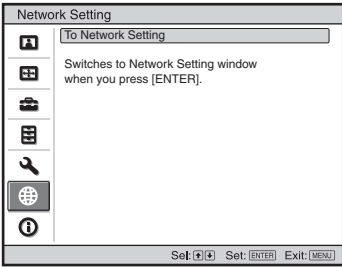 Network Setting
To Network Setting
Switches to Network Setting window
when you press [ENTER].
Sel: Set: ENTER Exit: MENU